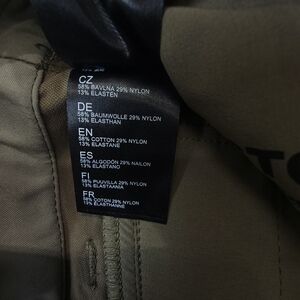 CZ
58% BAVLNA 29% NYLON
13% ELASTEN
DE
58% BAUMWOLLE 29% NYLON
13% ELASTHAN
EN
58% COTTON 29% NYLON
13% ELASTANE
ES
58% ALGODÓN 29% NAILON
13% ELASTANO
FI
58% PUUVILLA 29% NYLON
13% ELASTAANIA
FR
58% COTON 29% NYLON
13% ELASTHANNE